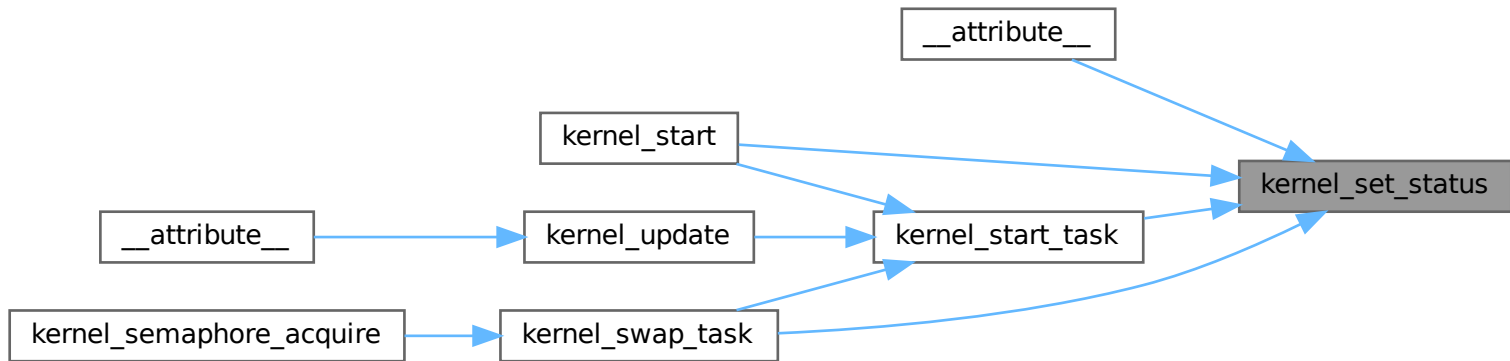 __attribute__
kernel_start
kernel_set_status
__attribute__
kernel_update
kernel_start_task
kernel_semaphore_acquire
kernel_swap_task